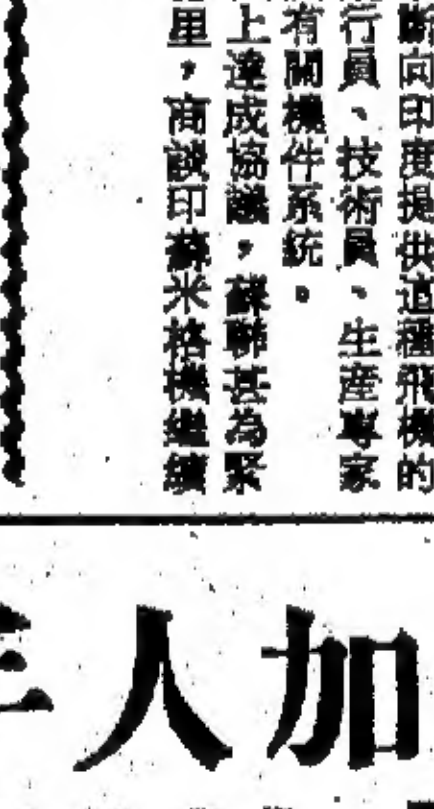 斷向印度提供這種飛機的
行員、技術員、生產專家
有關機件系統。
上達成協議，蘇聯甚為緊
里，商談印蘇米格機繼續
加人